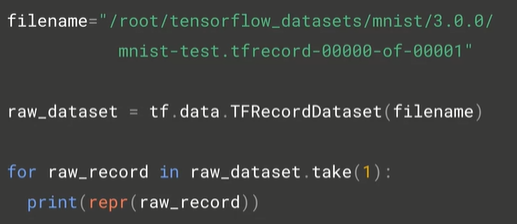 filename="/root/tensorflow_datasets/mnist/3.0.0/
mnist-test.tfrecord-00000-of-00001"
raw_dataset = tf.data.TFRecordDataset(filename)
for raw_record in raw_dataset.take(1):
print(repr(raw_record))